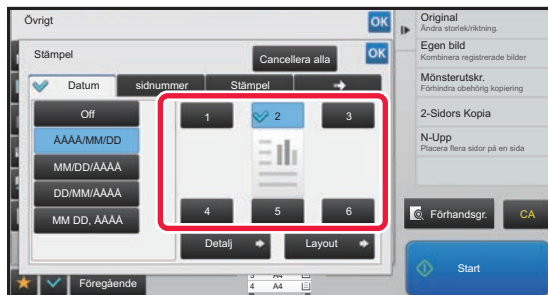 Övrigt
OK
Stämpel
Cancellera alla
OK
Datum
sidnummer
Stämpel
Off
ÅÅÅÅ/MM/DD
MM/DD/ÅÅÅÅ
DD/MM/ÅÅÅÅ
MM DD, ÅÅÅÅ
1
2
3
4
5
6
Detalj
Layout
Föregående
A4
4 A4
Original
Ändra storlek/riktning.
Egen bild
Kombinera registrerade bilder
Mönsterutskr.
Förhindra obehörig kopiering
2-Sidors Kopia
N-Upp
Placera flera sidor på en sida
Förhandsgr.
CA
Start